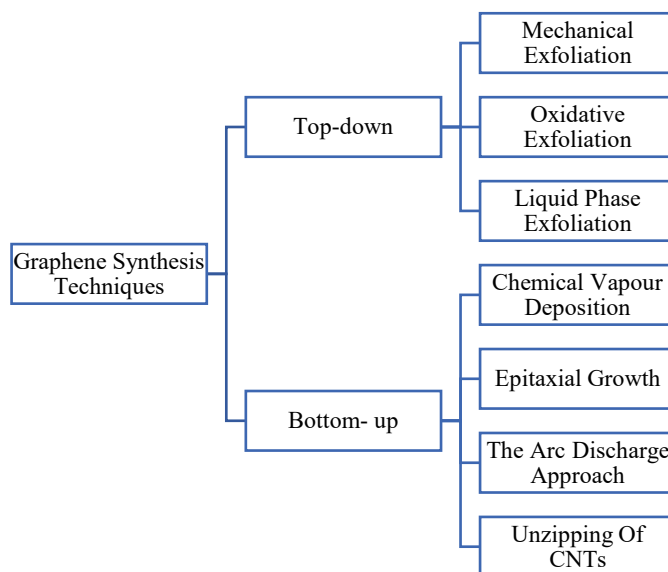 Graphene Synthesis
Techniques
Top-down
Mechanical
Exfoliation
Oxidative
Exfoliation
Liquid Phase
Exfoliation
Bottom- up
Chemical Vapour
Deposition
Epitaxial Growth
The Arc Discharge
Approach
Unzipping Of
CNTs